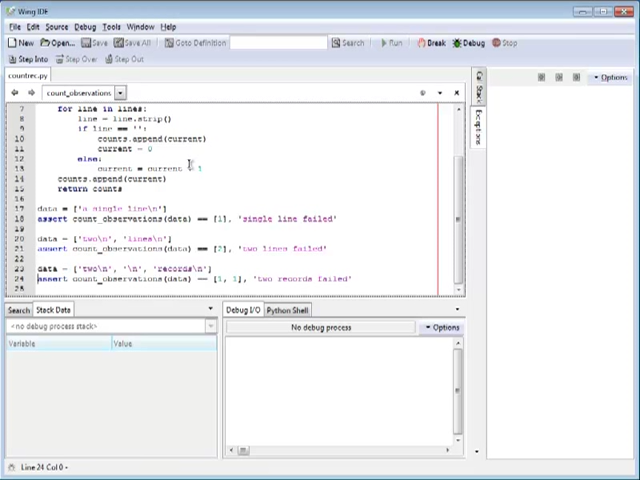 Wing IDE
File Edit Source Debug Tools Window Help
New Open... Save Save All Goto Definition Search Run Break Debug Stop
Step Into Step Over Step Out
countrec.py
count_observations
Options
Call Stack
Exceptions
7 for line in lines:
8 line = line.strip()
9 if line == '':
10 counts.append(current)
11 current = 0
12 else:
13 current = current 1
14 counts.append(current)
15 return counts
16
17 data = ['a single line\n']
18 assert count_observations(data) == [1], 'single line failed'
19
20 data = ['two\n', 'lines\n']
21 assert count_observations(data) == [2], 'two lines failed'
22
23 data = ['two\n', '\n', 'records\n']
24 assert count_observations(data) == [1, 1], 'two records failed'
25
Search Stack Data
<no debug process stack>
Variable Value
Debug I/O Python Shell
No debug process
Options
Line 24 Col 0 -